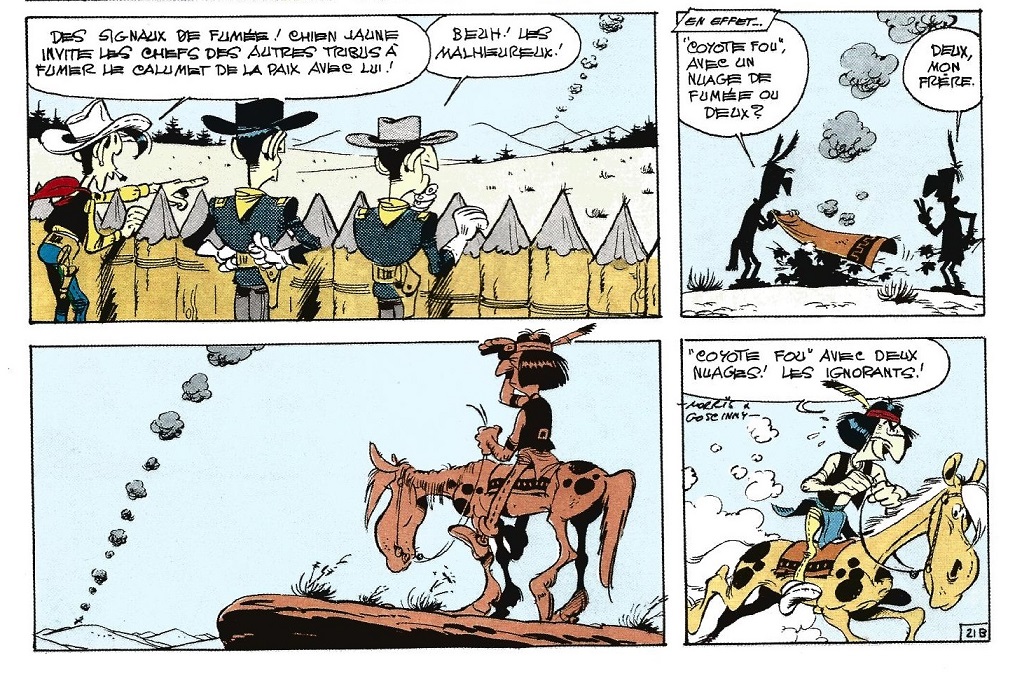 DES SIGNAUX DE FUMÉE! CHIEN JAUNE
INVITE LES CHEFS DES AUTRES TRIBUS À
FUMER LE CALUMET DE LA PAIX AVEC LUI!
BEUH! LES
MALHEUREUX!
EN EFFET...
"COYOTE FOU",
AVEC UN
NUAGE DE
FUMÉE OU
DEUX?
DEUX,
MON
FRÈRE.
"COYOTE FOU" AVEC DEUX
NUAGES! LES IGNORANTS!
MORRIS &
GOSCINNY
21B